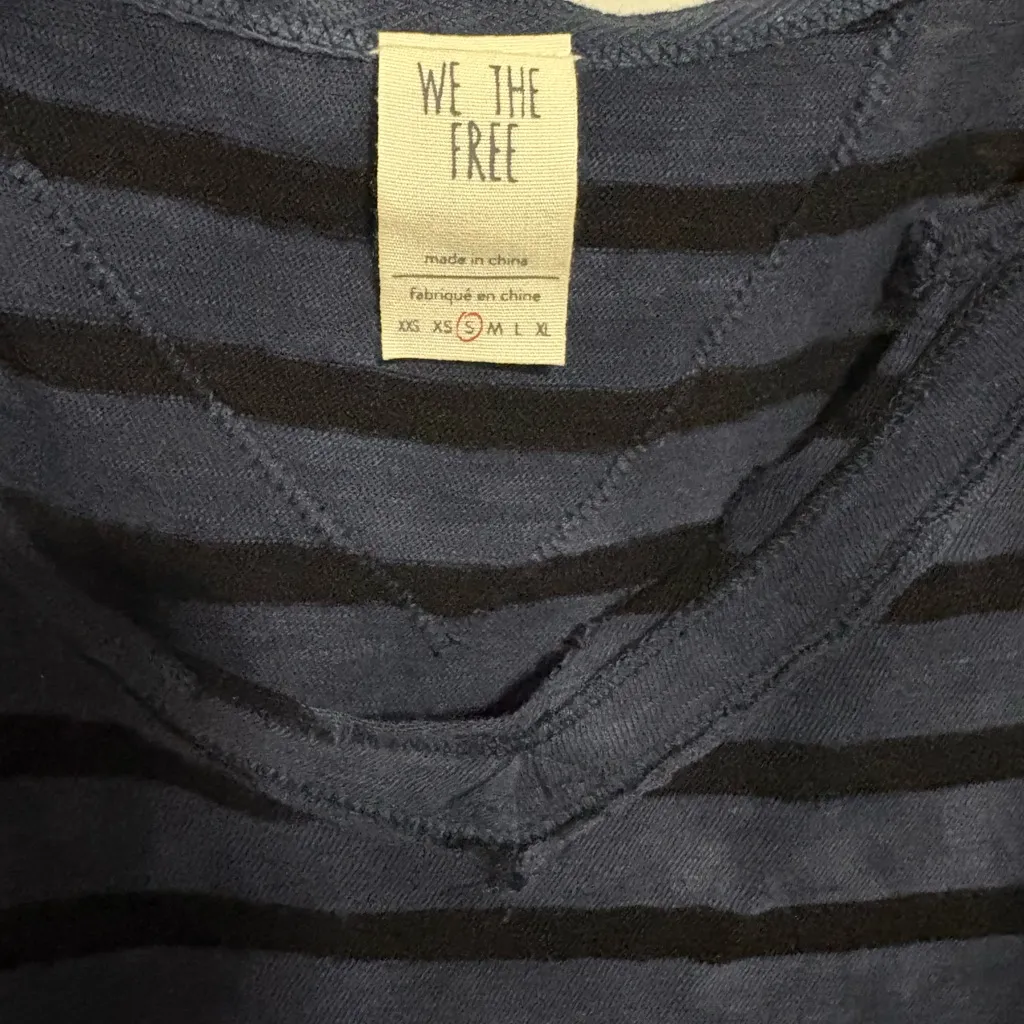 WE THE
FREE
made in china
fabriqué en chine
XXS XS S M L XL